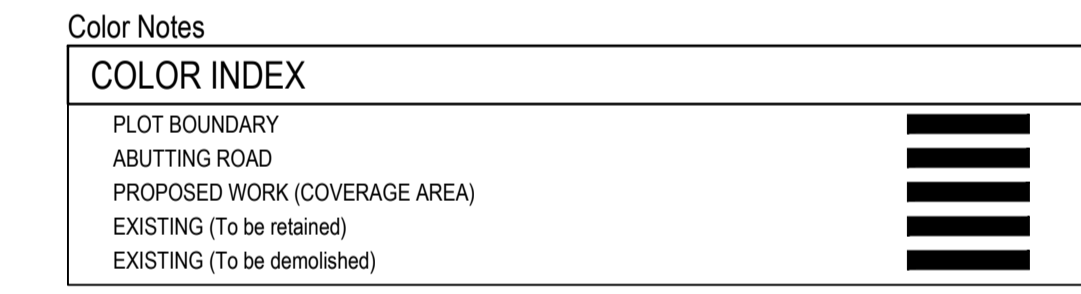 Color Notes
COLOR INDEX
PLOT BOUNDARY
ABUTTING ROAD
PROPOSED WORK (COVERAGE AREA)
EXISTING (To be retained)
EXISTING (To be demolished)